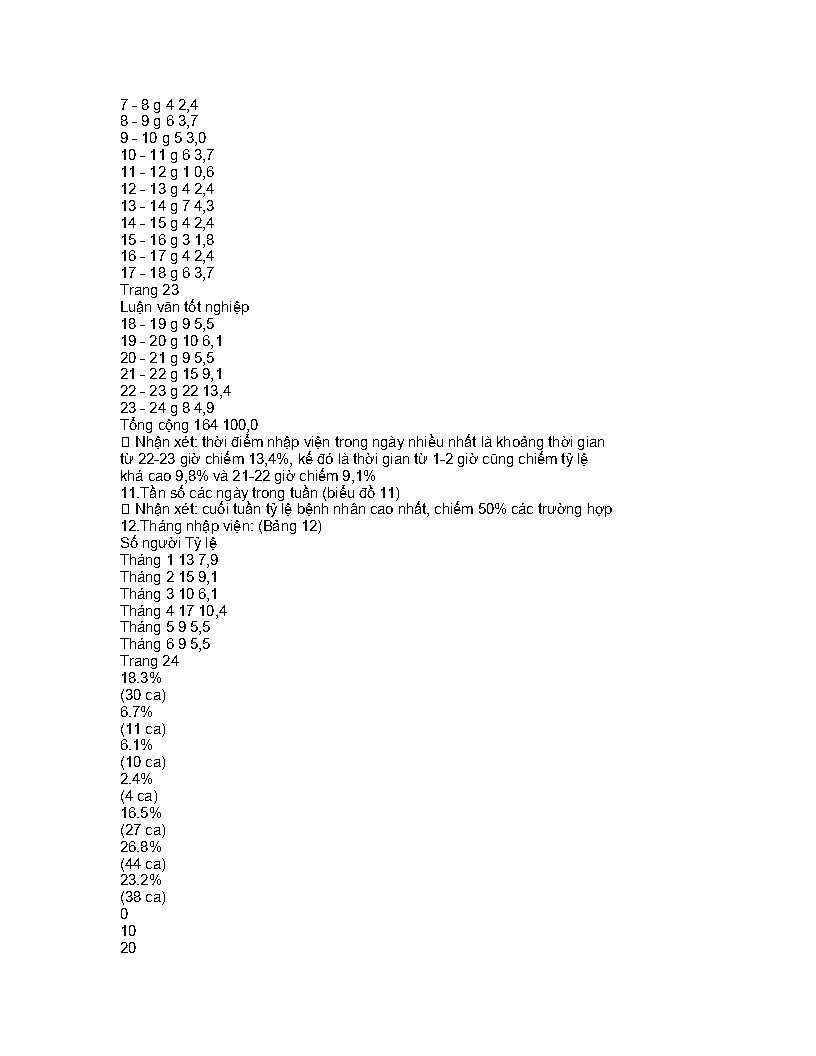 7 - 8 g 4 2,4
8 - 9 g 6 3,7
9 - 10 g 5 3,0
10 - 11 g 6 3,7
11 - 12 g 1 0,6
12 - 13 g 4 2,4
13 - 14 g 7 4,3
14 - 15 g 4 2,4
15 - 16 g 3 1,8
16 - 17 g 4 2,4
17 - 18 g 6 3,7
Trang 23
Luận văn tốt nghiệp
18 - 19 g 9 5,5
19 - 20 g 10 6,1
20 - 21 g 9 5,5
21 - 22 g 15 9,1
22 - 23 g 22 13,4
23 - 24 g 8 4,9
Tổng cộng 164 100,0
 Nhận xét: thời điểm nhập viện trong ngày nhiều nhất là khoảng thời gian
từ 22-23 giờ chiếm 13,4%, kế đó là thời gian từ 1-2 giờ cũng chiếm tỷ lệ
khá cao 9,8% và 21-22 giờ chiếm 9,1%
11.Tần số các ngày trong tuần (biểu đồ 11)
 Nhận xét: cuối tuần tỷ lệ bệnh nhân cao nhất, chiếm 50% các trường hợp
12.Tháng nhập viện: (Bảng 12)
Số người Tỷ lệ
Tháng 1 13 7,9
Tháng 2 15 9,1
Tháng 3 10 6,1
Tháng 4 17 10,4
Tháng 5 9 5,5
Tháng 6 9 5,5
Trang 24
18.3%
(30 ca)
6.7%
(11 ca)
6.1%
(10 ca)
2.4%
(4 ca)
16.5%
(27 ca)
26.8%
(44 ca)
23.2%
(38 ca)
0
10
20